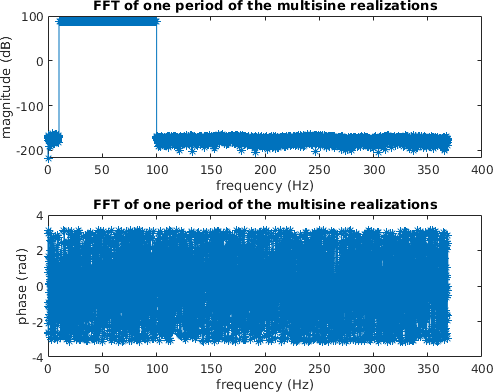 FFT of one period of the multisine realizations
magnitude (dB)
100
0
-100
-200
0 50 100 150 200 250 300 350 400
frequency (Hz)
FFT of one period of the multisine realizations
phase (rad)
4
2
0
-2
-4
0 50 100 150 200 250 300 350 400
frequency (Hz)